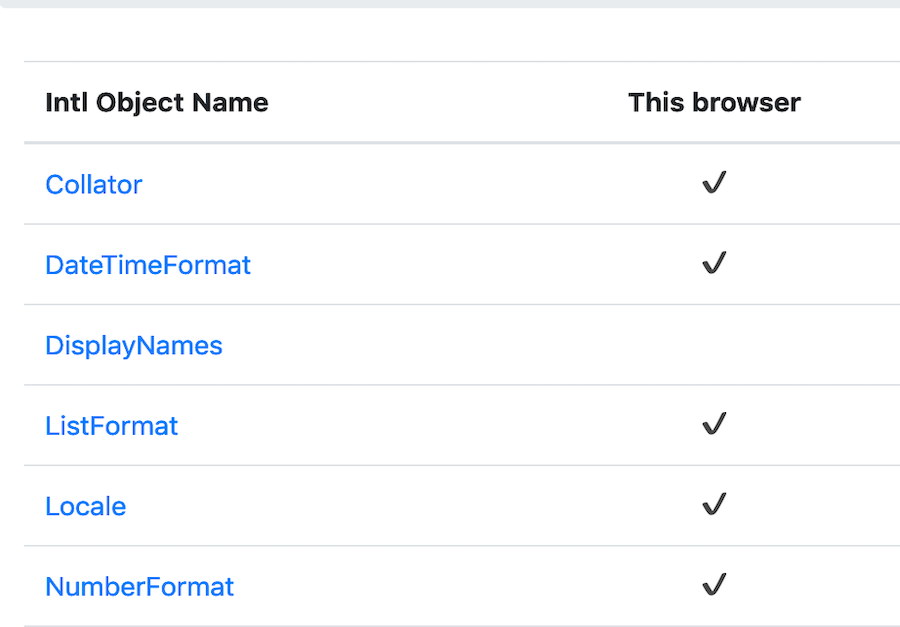 Intl Object Name This browser
Collator ✓
DateTimeFormat ✓
DisplayNames
ListFormat ✓
Locale ✓
NumberFormat ✓